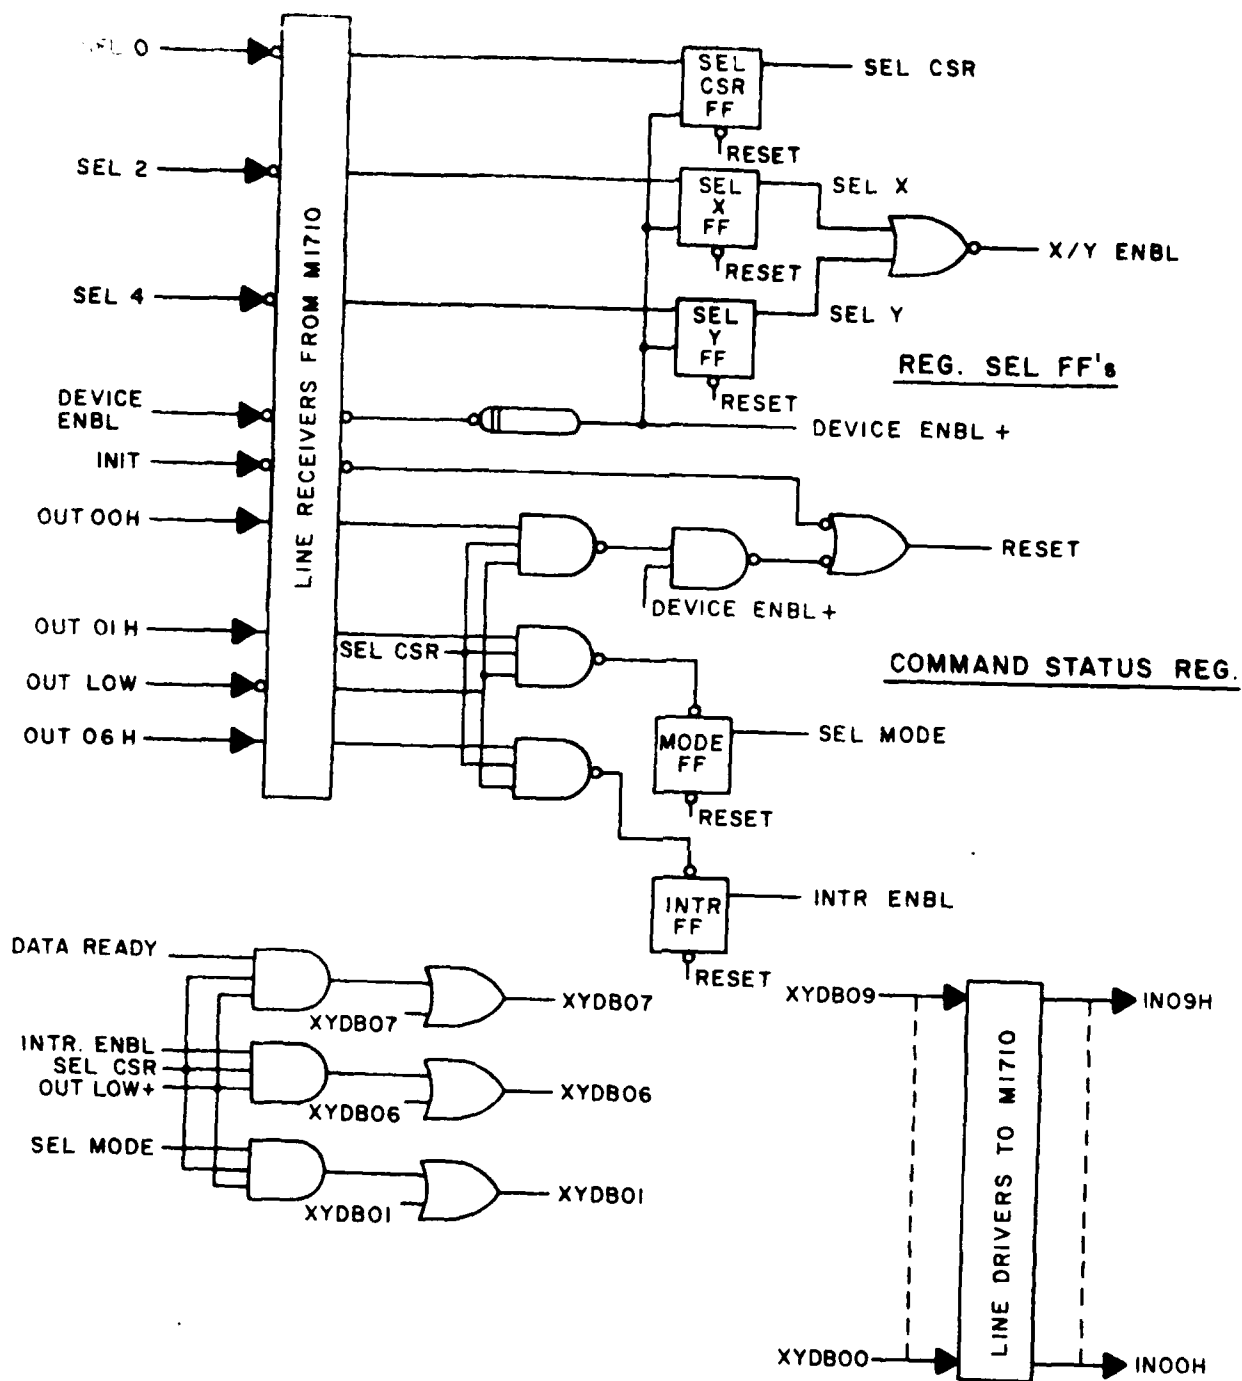 0
SEL 2
SEL 4
DEVICE
ENBL
INIT
OUT 00H
OUT 01H
OUT LOW
OUT 06H
LINE RECEIVERS FROM M1710
SEL
CSR
FF
RESET
SEL CSR
SEL
X
FF
RESET
SEL X
SEL
Y
FF
RESET
SEL Y
X/Y ENBL
REG. SEL FF's
DEVICE ENBL +
RESET
DEVICE ENBL+
SEL CSR
COMMAND STATUS REG.
MODE
FF
RESET
SEL MODE
INTR
FF
RESET
INTR ENBL
DATA READY
INTR. ENBL
SEL CSR
OUT LOW+
SEL MODE
XYDB07
XYDB07
XYDB06
XYDB06
XYDB01
XYDB01
XYDB09
XYDB00
LINE DRIVERS TO M1710
IN09H
IN00H